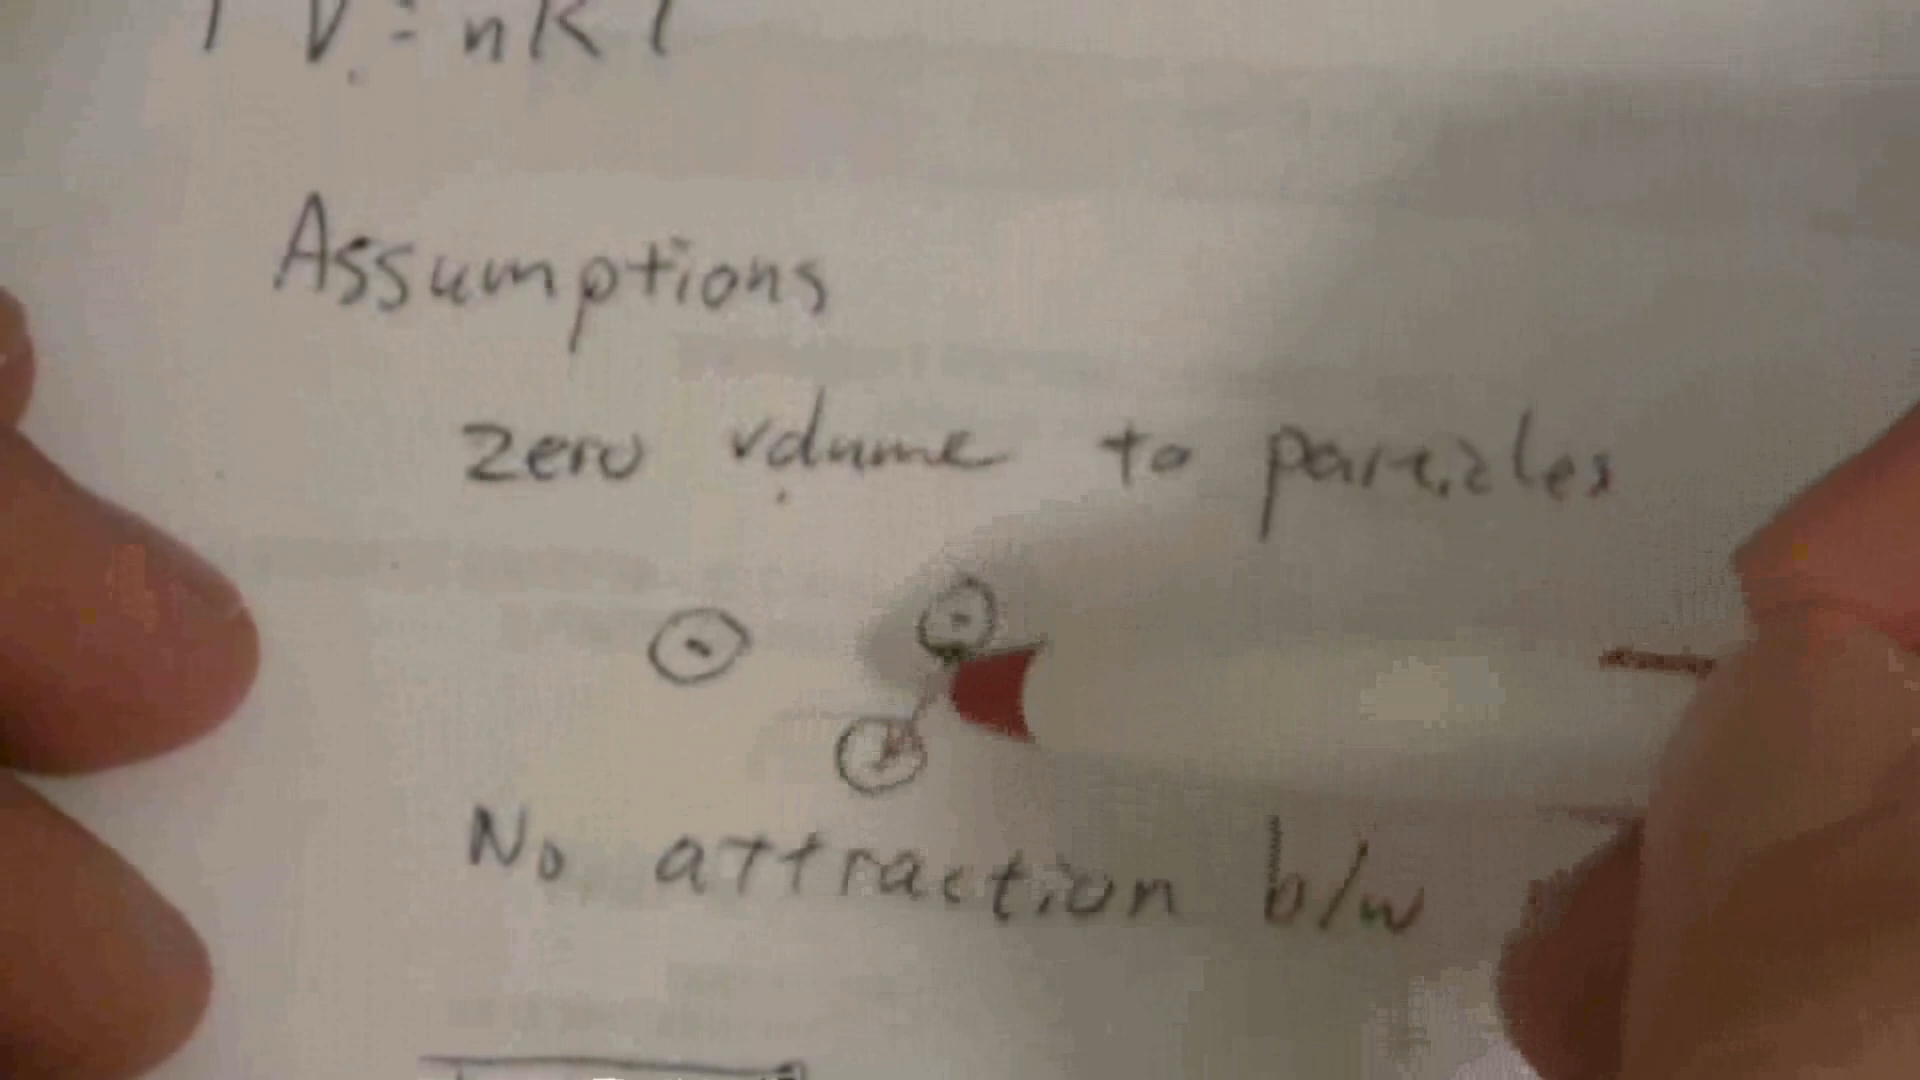 PV=nRT
Assumptions
zero volume to particles
No attraction b/w